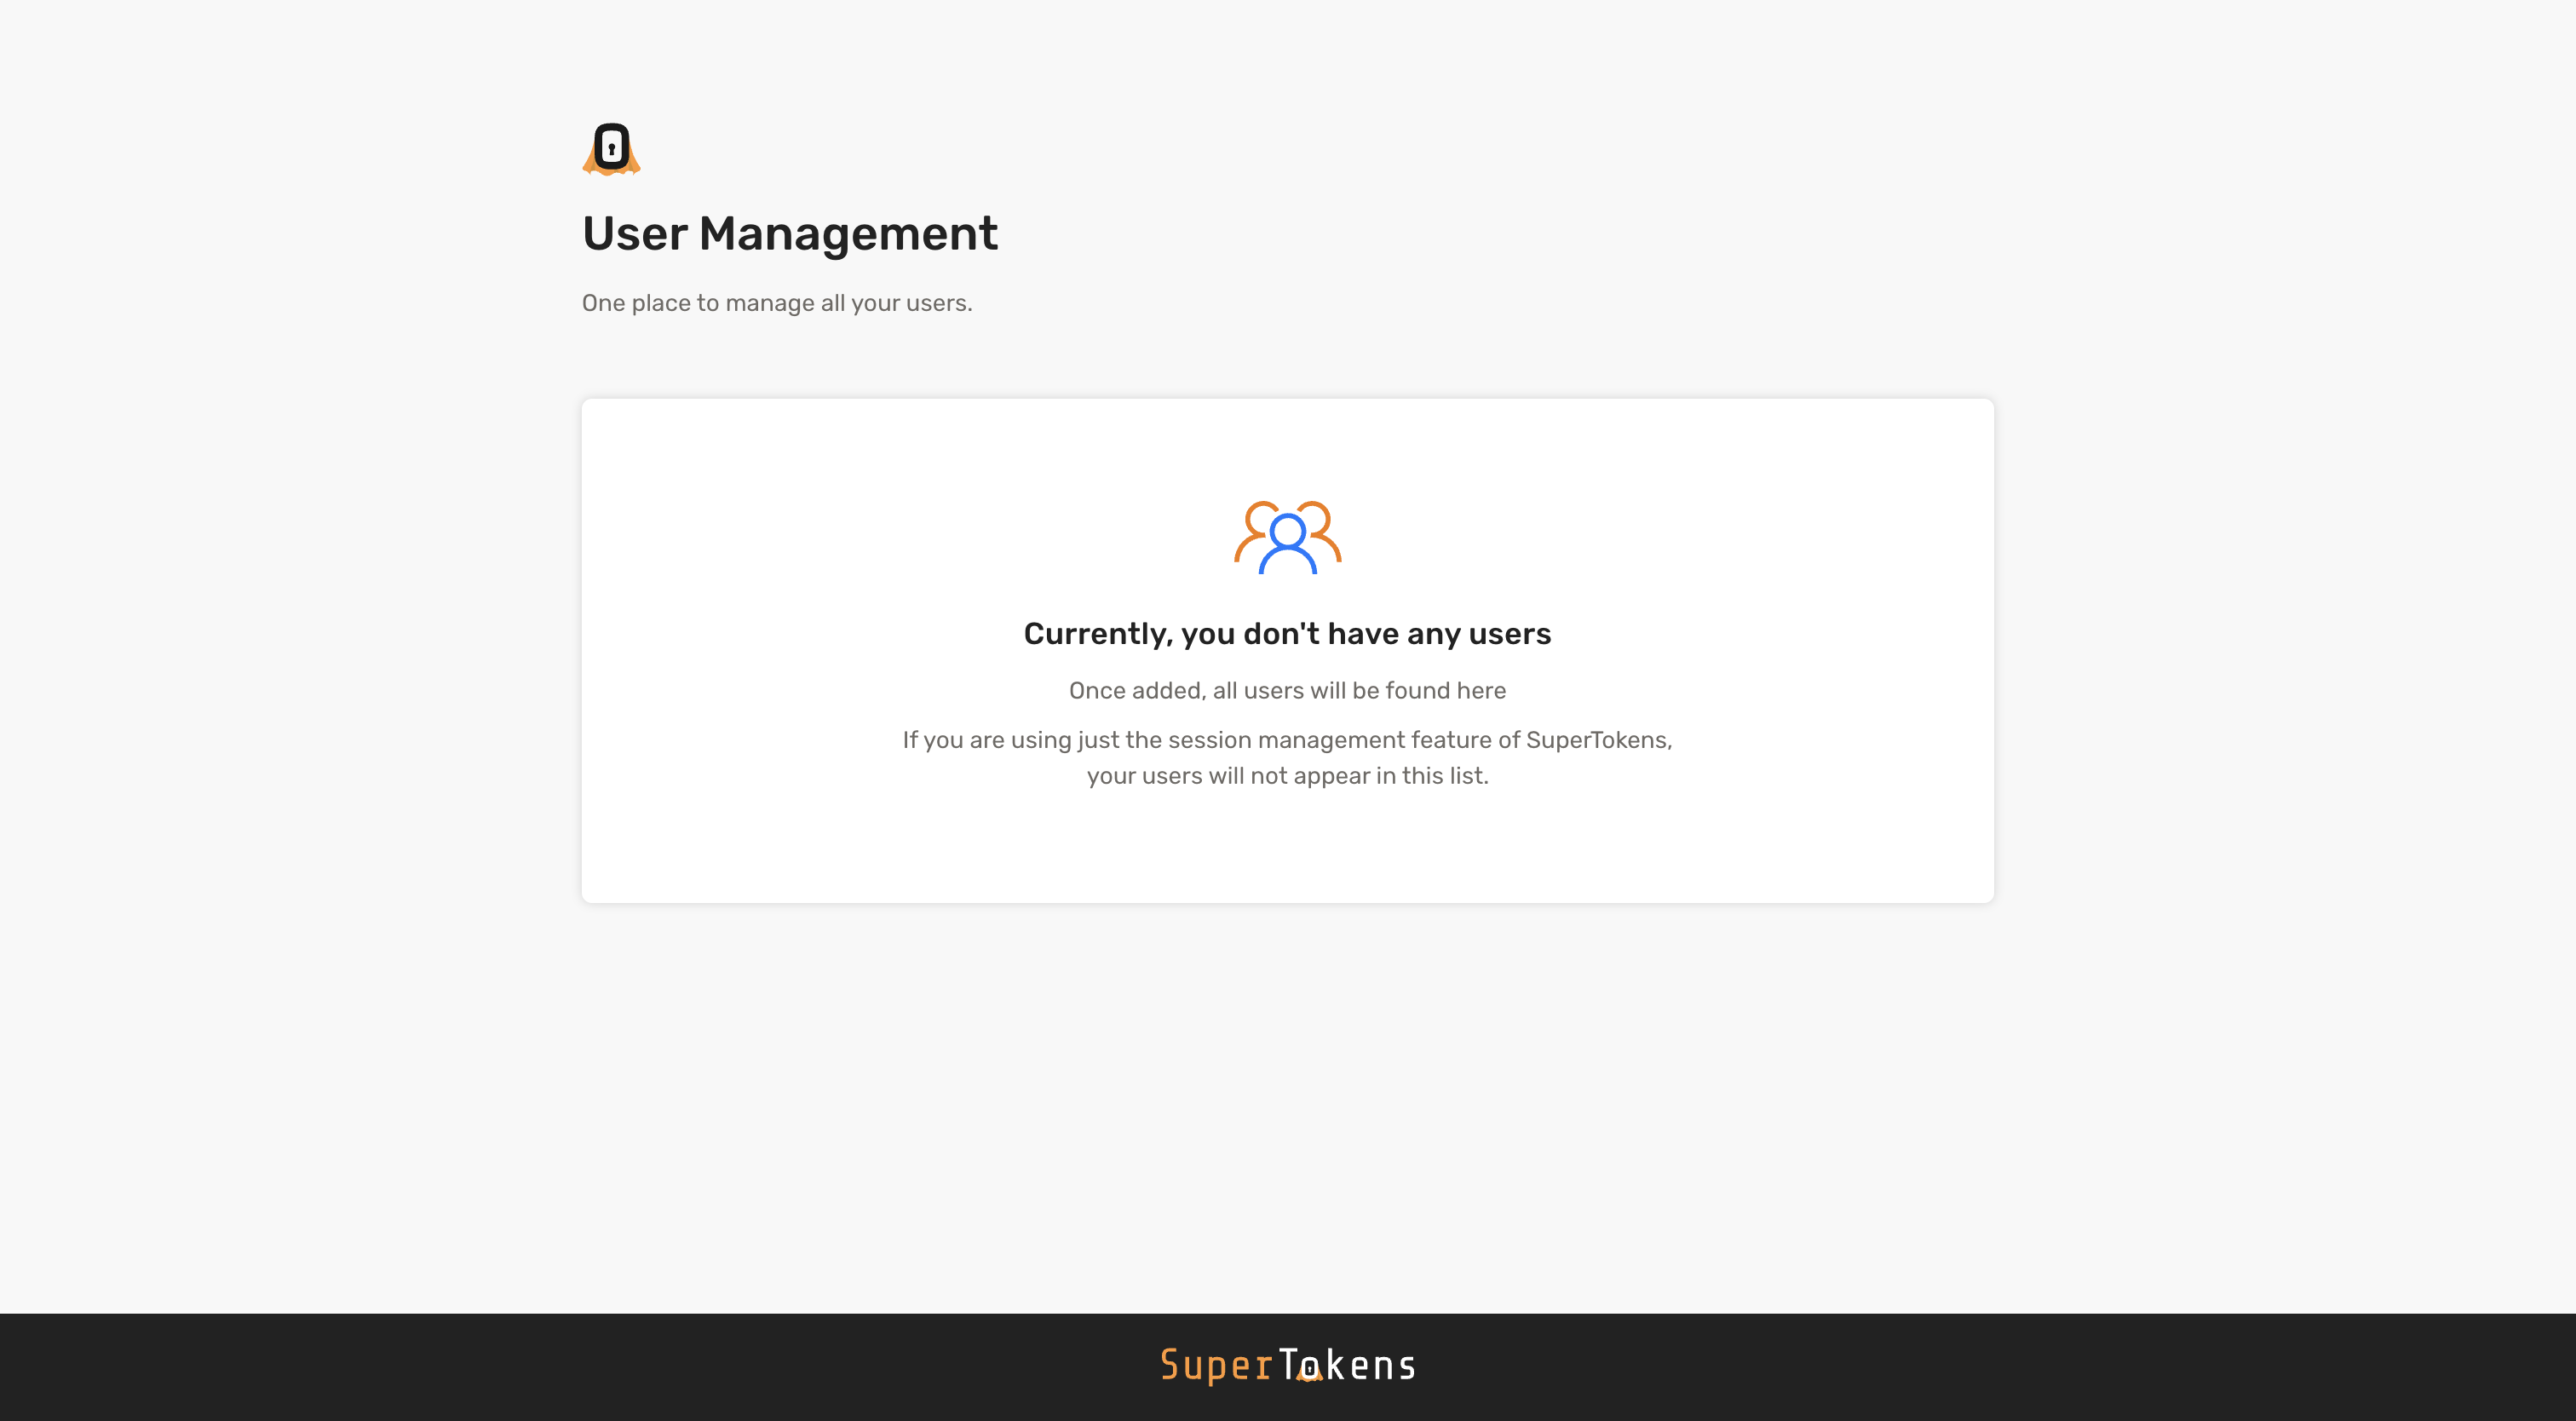 User Management
One place to manage all your users.
Currently, you don't have any users
Once added, all users will be found here
If you are using just the session management feature of SuperTokens,
your users will not appear in this list.
SuperTokens